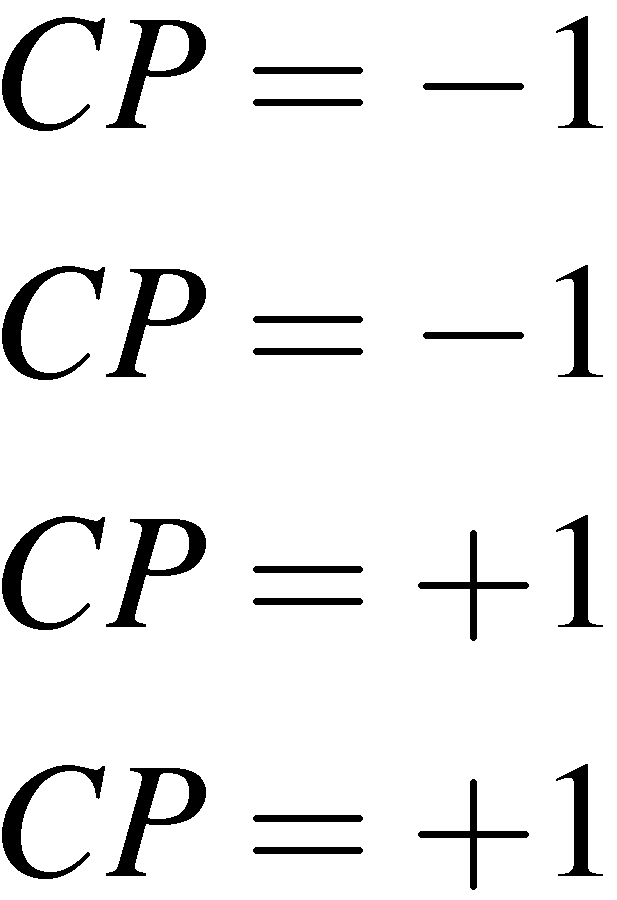 CP = −1
CP = −1
CP = +1
CP = +1